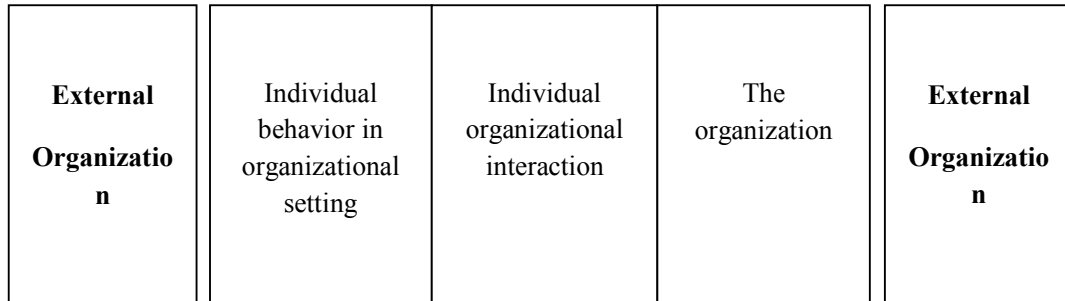 External
Organizatio
n
Individual
behavior in
organizational
setting
Individual
organizational
interaction
The
organization
External
Organizatio
n